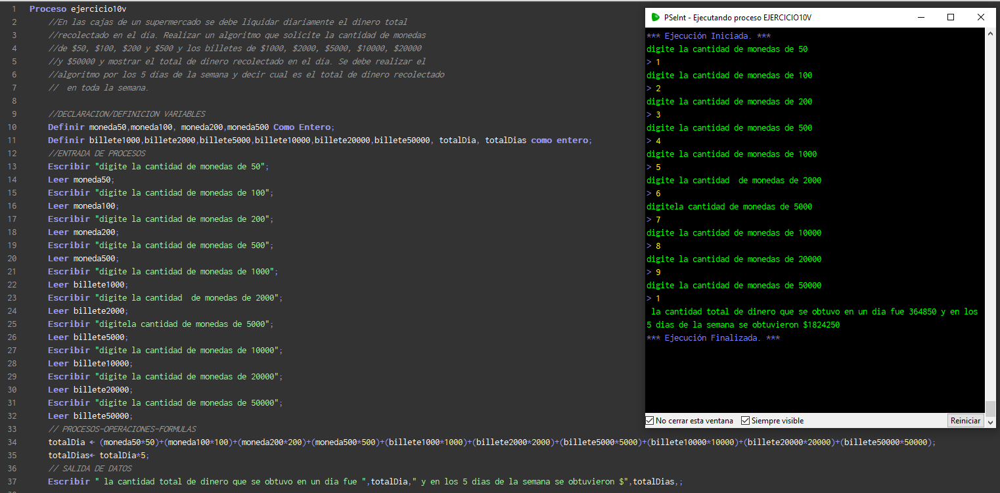 1 Proceso ejercicio10v
2 //En las cajas de un supermercado se debe liquidar diariamente el dinero total
3 //recolectado en el día. Realizar un algoritmo que solicite la cantidad de monedas
4 //de $50, $100, $200 y $500 y los billetes de $1000, $2000, $5000, $10000, $20000
5 //y $50000 y mostrar el total de dinero recolectado en el día. Se debe realizar el
6 //algoritmo por los 5 días de la semana y decir cual es el total de dinero recolectado
7 //  en toda la semana.
8
9 //DECLARACION/DEFINICION VARIABLES
10 Definir moneda50,moneda100, moneda200,moneda500 Como Entero;
11 Definir billete1000,billete2000,billete5000,billete10000,billete20000,billete50000, totalDia, totalDias como entero;
12 //ENTRADA DE PROCESOS
13 Escribir "digite la cantidad de monedas de 50";
14 Leer moneda50;
15 Escribir "digite la cantidad de monedas de 100";
16 Leer moneda100;
17 Escribir "digite la cantidad de monedas de 200";
18 Leer moneda200;
19 Escribir "digite la cantidad de monedas de 500";
20 Leer moneda500;
21 Escribir "digite la cantidad de monedas de 1000";
22 Leer billete1000;
23 Escribir "digite la cantidad  de monedas de 2000";
24 Leer billete2000;
25 Escribir "digitela cantidad de monedas de 5000";
26 Leer billete5000;
27 Escribir "digite la cantidad de monedas de 10000";
28 Leer billete10000;
29 Escribir "digite la cantidad de monedas de 20000";
30 Leer billete20000;
31 Escribir "digite la cantidad de monedas de 50000";
32 Leer billete50000;
33 // PROCESOS-OPERACIONES-FORMULAS
34 totalDia ← (moneda50*50)+(moneda100*100)+(moneda200*200)+(moneda500*500)+(billete1000*1000)+(billete2000*2000)+(billete5000*5000)+(billete10000*10000)+(billete20000*20000)+(billete50000*50000);
35 totalDias← totalDia*5;
36 // SALIDA DE DATOS
37 Escribir " la cantidad total de dinero que se obtuvo en un dia fue ",totalDia," y en los 5 dias de la semana se obtuvieron $",totalDias,;
PSeInt - Ejecutando proceso EJERCICIO10V
*** Ejecución Iniciada. ***
digite la cantidad de monedas de 50
> 1
digite la cantidad de monedas de 100
> 2
digite la cantidad de monedas de 200
> 3
digite la cantidad de monedas de 500
> 4
digite la cantidad de monedas de 1000
> 5
digite la cantidad  de monedas de 2000
> 6
digitela cantidad de monedas de 5000
> 7
digite la cantidad de monedas de 10000
> 8
digite la cantidad de monedas de 20000
> 9
digite la cantidad de monedas de 50000
> 1
 la cantidad total de dinero que se obtuvo en un dia fue 364850 y en los
5 dias de la semana se obtuvieron $1824250
*** Ejecución Finalizada. ***
No cerrar esta ventana Siempre visible Reiniciar